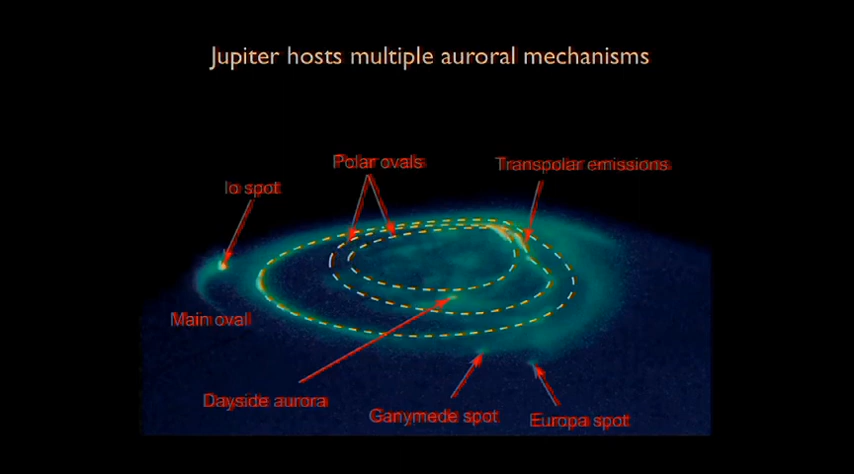 Jupiter hosts multiple auroral mechanisms
Polar ovals
Transpolar emissions
Io spot
Main oval
Dayside aurora
Ganymede spot
Europa spot